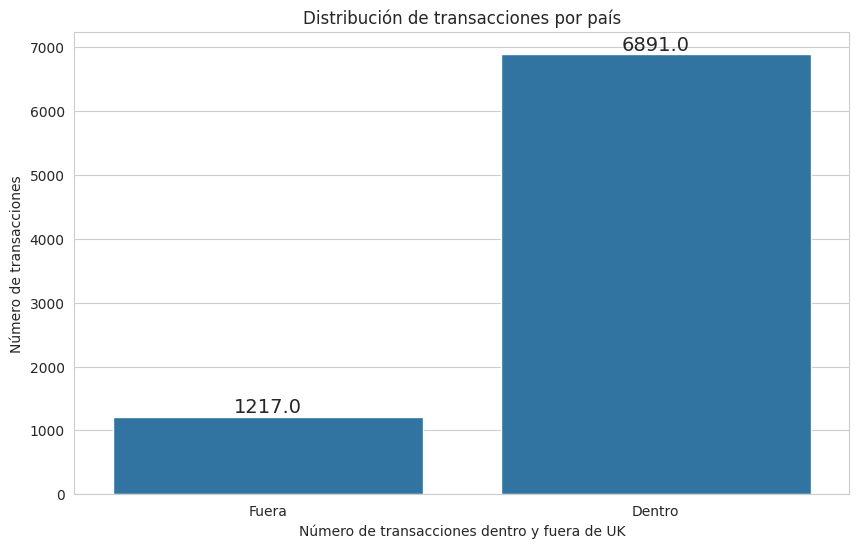 Distribución de transacciones por país
Número de transacciones
7000
6000
5000
4000
3000
2000
1000
0
1217.0
6891.0
Fuera
Dentro
Número de transacciones dentro y fuera de UK